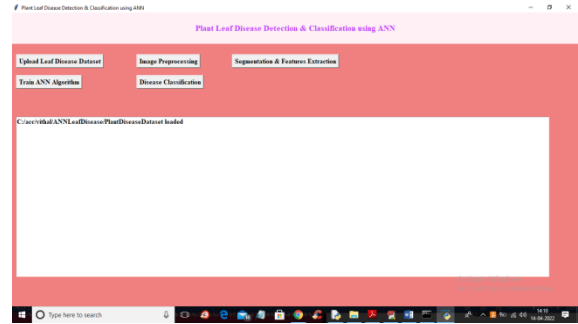 Plant Leaf Disease Detection & Classification using ANN
Plant Leaf Disease Detection & Classification using ANN
Upload Leaf Disease Dataset
Image Preprocessing
Segmentation & Features Extraction
Train ANN Algorithm
Disease Classification
C:/acc/vithal/ANNLeafDisease/PlantDiseaseDataset loaded
Type here to search
14:10
14-04-2022